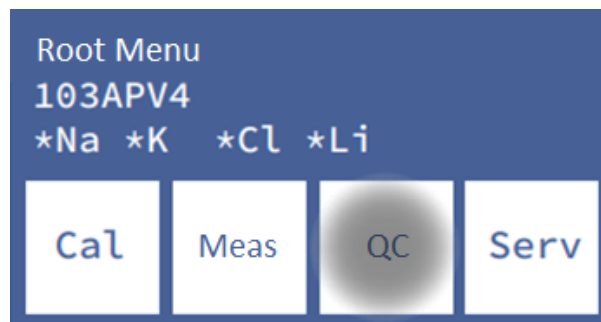 Root Menu
103APV4
*Na *K *Cl *Li
Cal Meas QC Serv